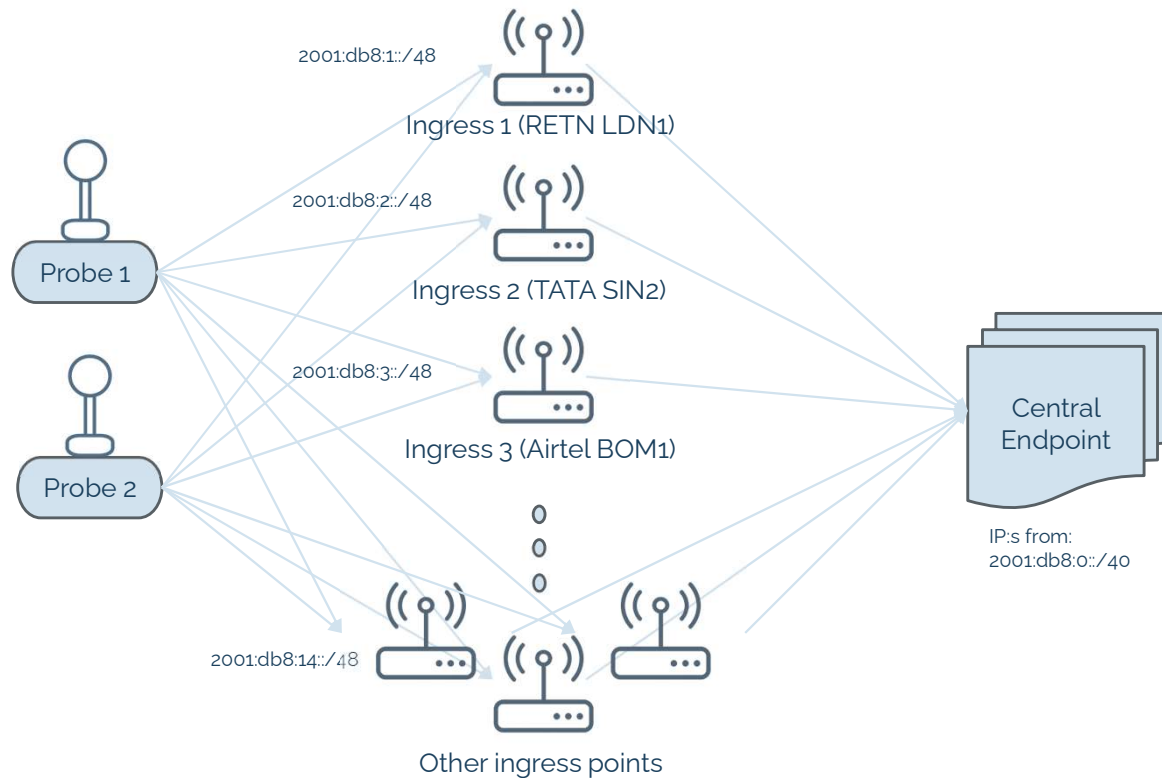 2001:db8:1::/48
Ingress 1 (RETN LDN1)
2001:db8:2::/48
Probe 1
Ingress 2 (TATA SIN2)
2001:db8:3::/48
Central
Endpoint
Ingress 3 (Airtel BOM1)
Probe 2
IP:s from:
2001:db8:0::/40
2001:db8:14::/48
Other ingress points